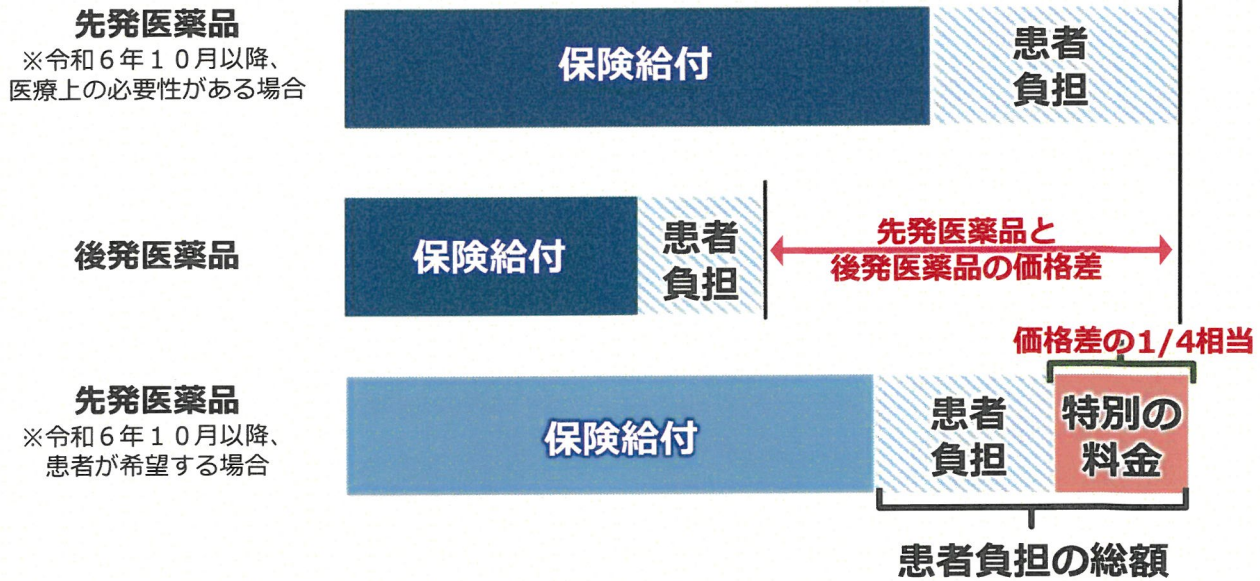 先発医薬品
※令和６年１０月以降、
医療上の必要性がある場合
保険給付
患者
負担
後発医薬品
保険給付
患者
負担
先発医薬品と
後発医薬品の価格差
価格差の1/4相当
先発医薬品
※令和６年１０月以降、
患者が希望する場合
保険給付
患者
負担
特別の
料金
患者負担の総額